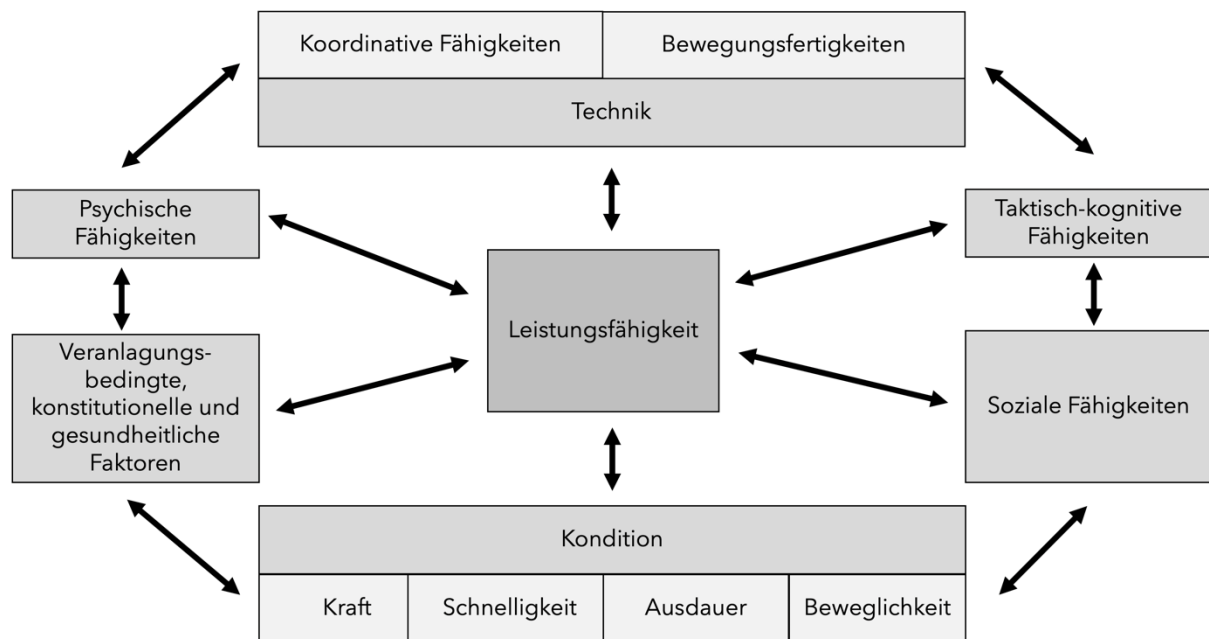 Koordinative Fähigkeiten
Bewegungsfertigkeiten
Technik
Psychische
Fähigkeiten
Taktisch-kognitive
Fähigkeiten
Leistungsfähigkeit
Veranlagungs-
bedingte,
konstitutionelle und
gesundheitliche
Faktoren
Soziale Fähigkeiten
Kondition
Kraft
Schnelligkeit
Ausdauer
Beweglichkeit